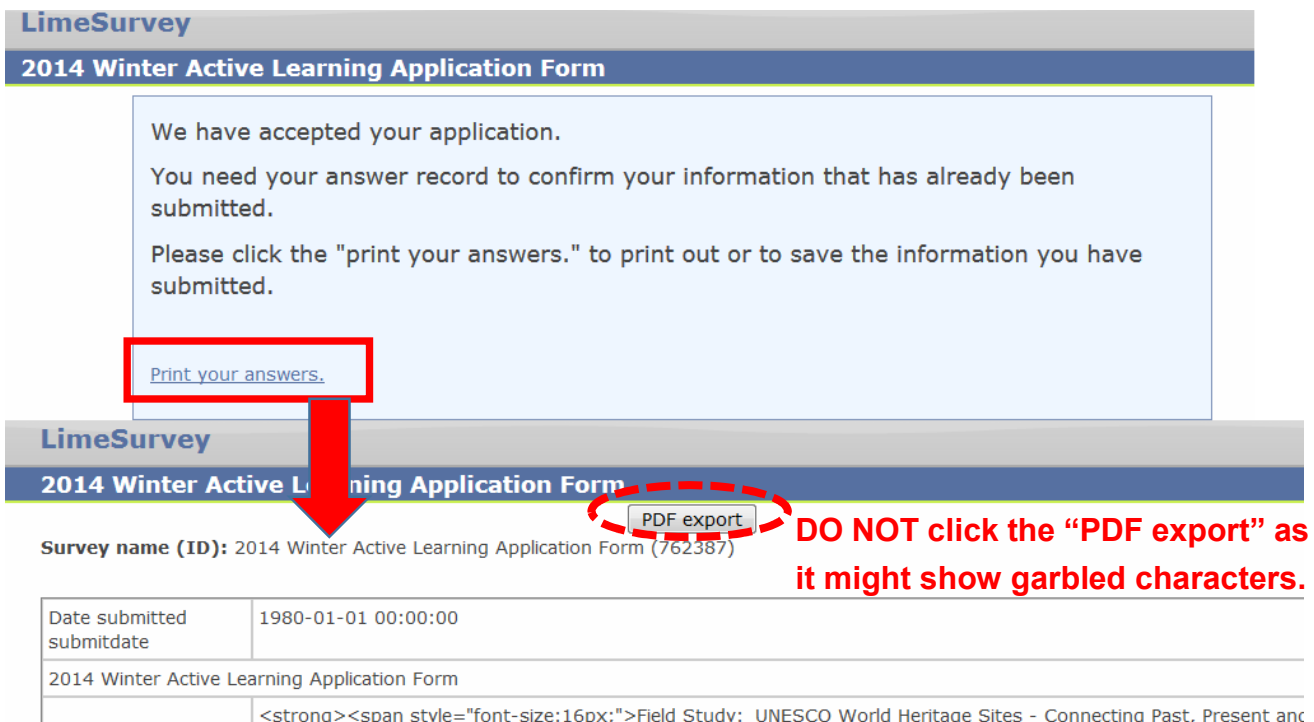 LimeSurvey
2014 Winter Active Learning Application Form
We have accepted your application.
You need your answer record to confirm your information that has already been
submitted.
Please click the "print your answers." to print out or to save the information you have
submitted.
Print your answers.
LimeSurvey
2014 Winter Active L ning Application Form
PDF export
DO NOT click the “PDF export” as
it might show garbled characters.
Survey name (ID): 2014 Winter Active Learning Application Form (762387)
Date submitted
submitdate
1980-01-01 00:00:00
2014 Winter Active Learning Application Form
<strong><span style="font-size:16px;">Field Study: UNESCO World Heritage Sites - Connecting Past, Present and